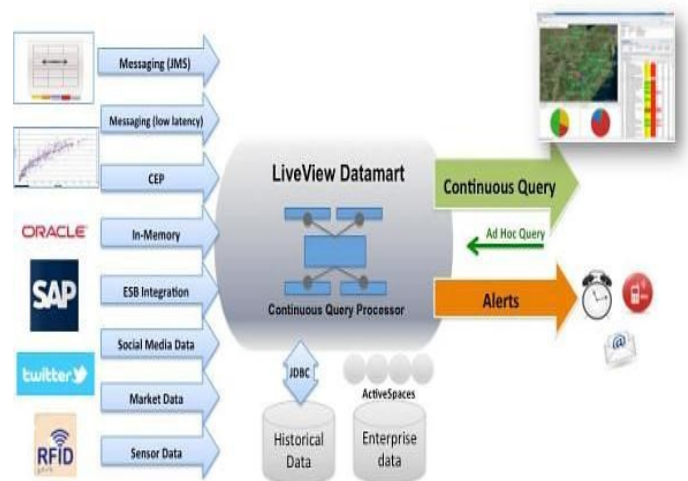 Messaging (JMS)
Messaging (low latency)
CEP
ORACLE
In-Memory
SAP
ESB Integration
Social Media Data
twitter
Market Data
RFID
Sensor Data
LiveView Datamart
Continuous Query Processor
JDBC
ActiveSpaces
Historical
Data
Enterprise
data
Continuous Query
Ad Hoc Query
Alerts
@